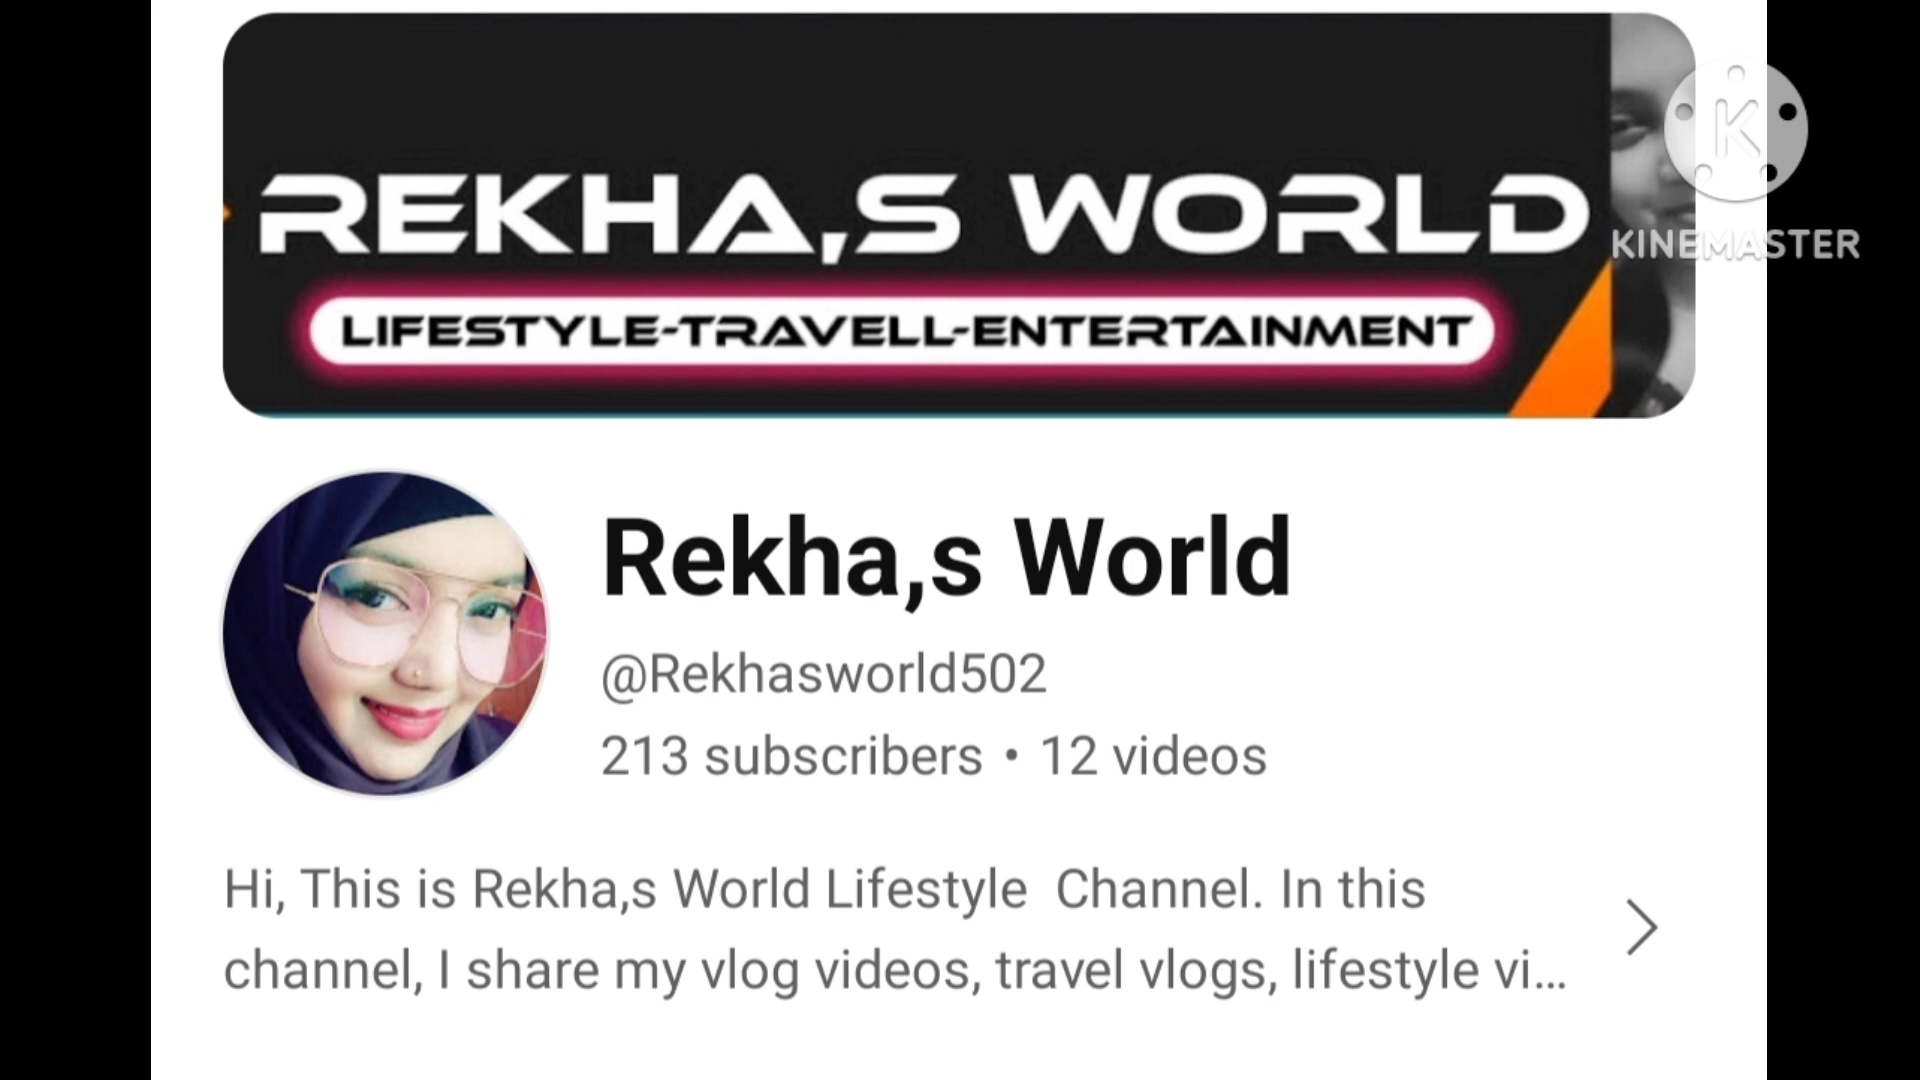 REKHA,S WORLD
LIFESTYLE-TRAVELL-ENTERTAINMENT
K
KINEMASTER
Rekha,s World
@Rekhasworld502
213 subscribers • 12 videos
Hi, This is Rekha,s World Lifestyle  Channel. In this
channel, I share my vlog videos, travel vlogs, lifestyle vi...